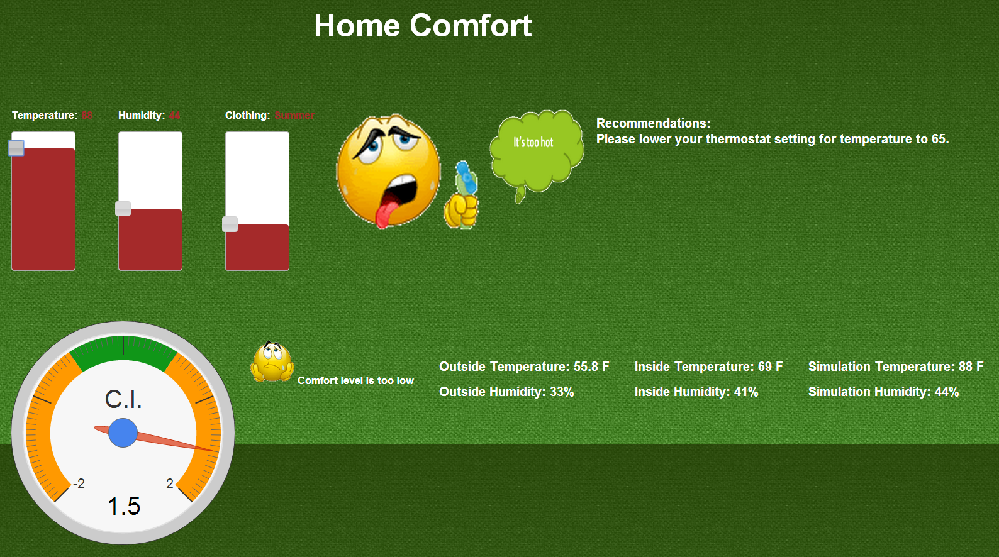 Home Comfort
Temperature: 88
Humidity: 44
Clothing: Summer
It's too hot
Recommendations:
Please lower your thermostat setting for temperature to 65.
C.I.
-2
2
1.5
Comfort level is too low
Outside Temperature: 55.8 F
Inside Temperature: 69 F
Simulation Temperature: 88 F
Outside Humidity: 33%
Inside Humidity: 41%
Simulation Humidity: 44%